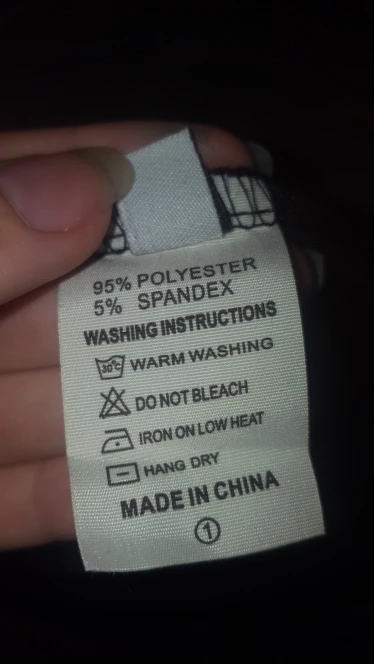 95% POLYESTER
5% SPANDEX
WASHING INSTRUCTIONS
30°C WARM WASHING
DO NOT BLEACH
IRON ON LOW HEAT
HANG DRY
MADE IN CHINA
1